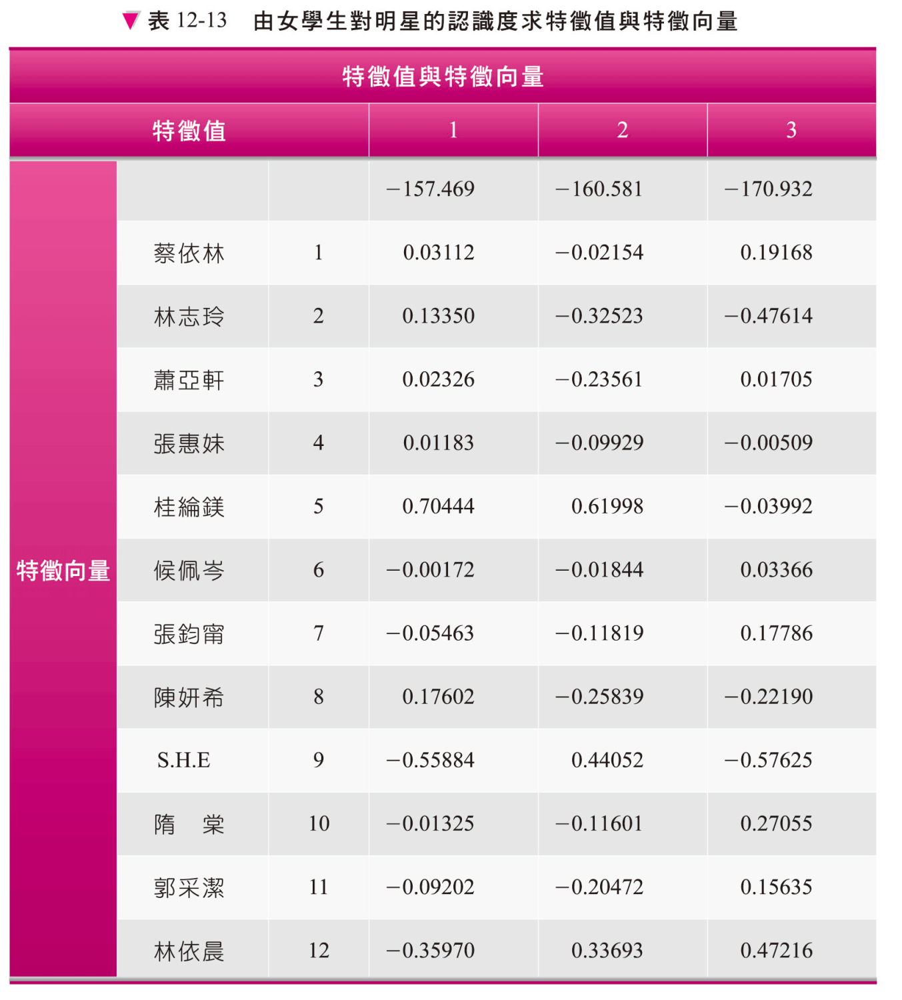 ▼ 表 12-13 由女學生對明星的認識度求特徵值與特徵向量
特徵值與特徵向量
特徵值 1 2 3
−157.469 −160.581 −170.932
蔡依林 1 0.03112 −0.02154 0.19168
林志玲 2 0.13350 −0.32523 −0.47614
蕭亞軒 3 0.02326 −0.23561 0.01705
張惠妹 4 0.01183 −0.09929 −0.00509
桂綸鎂 5 0.70444 0.61998 −0.03992
特徵向量 候佩岑 6 −0.00172 −0.01844 0.03366
張鈞甯 7 −0.05463 −0.11819 0.17786
陳妍希 8 0.17602 −0.25839 −0.22190
S.H.E 9 −0.55884 0.44052 −0.57625
隋 棠 10 −0.01325 −0.11601 0.27055
郭采潔 11 −0.09202 −0.20472 0.15635
林依晨 12 −0.35970 0.33693 0.47216